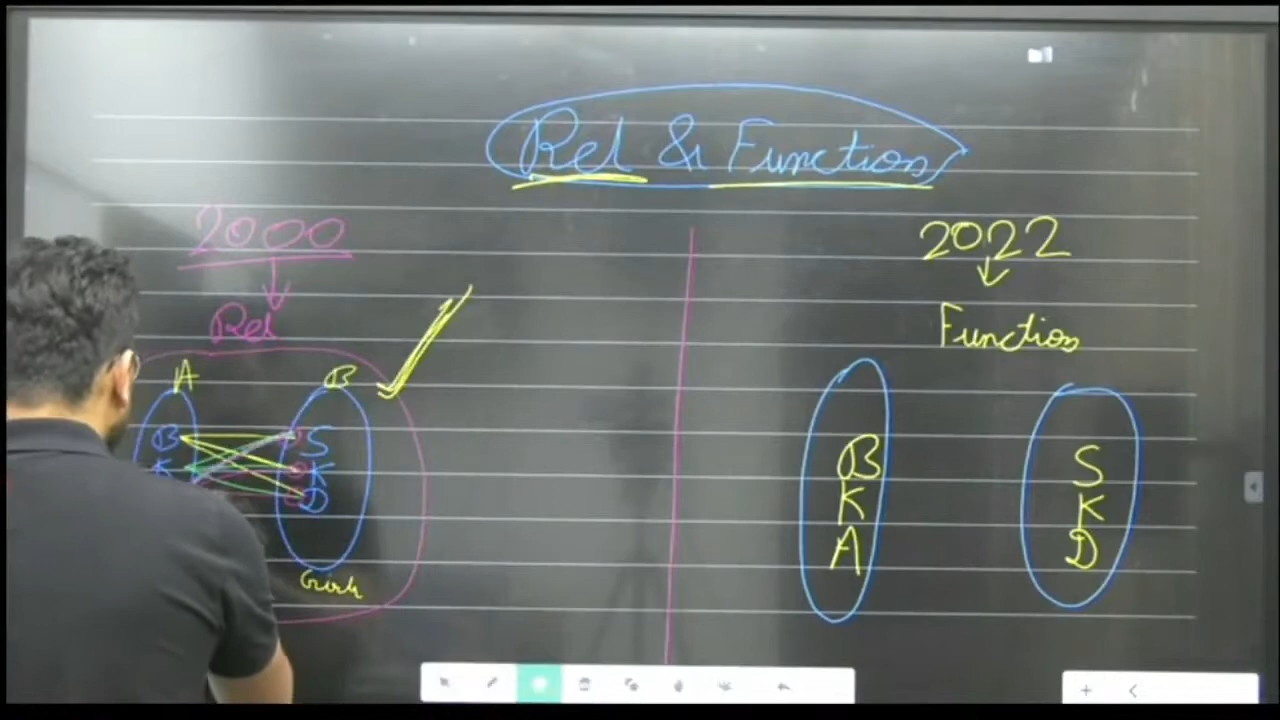 Rel & Function
2000
Rel
A B
B S
K K
D
Girls
2022
Function
B S
K K
A D